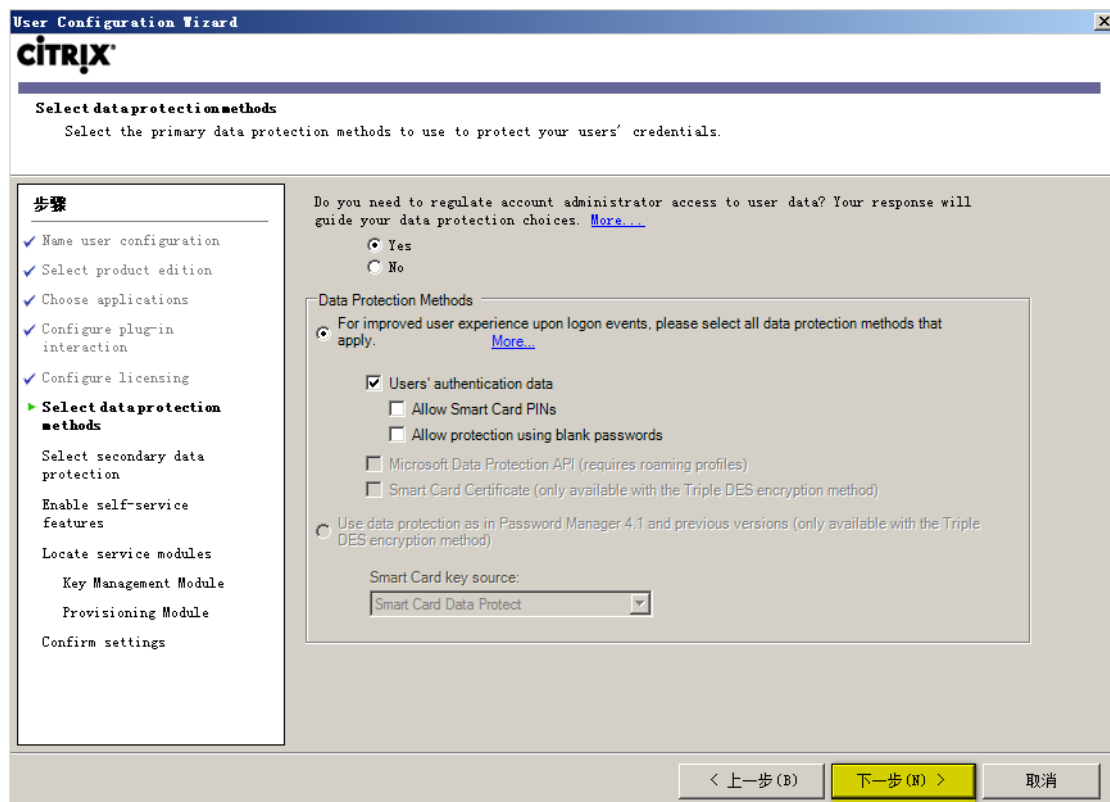 User Configuration Wizard
CİTRIX
Select data protection methods
Select the primary data protection methods to use to protect your users' credentials.
步骤
Name user configuration
Select product edition
Choose applications
Configure plug-in
interaction
Configure licensing
Select data protection
methods
Select secondary data
protection
Enable self-service
features
Locate service modules
Key Management Module
Provisioning Module
Confirm settings
Do you need to regulate account administrator access to user data? Your response will
guide your data protection choices. More...
Yes
No
Data Protection Methods
For improved user experience upon logon events, please select all data protection methods that
apply. More...
Users' authentication data
Allow Smart Card PINs
Allow protection using blank passwords
Microsoft Data Protection API (requires roaming profiles)
Smart Card Certificate (only available with the Triple DES encryption method)
Use data protection as in Password Manager 4.1 and previous versions (only available with the Triple
DES encryption method)
Smart Card key source:
Smart Card Data Protect
< 上一步(B)
下一步(N) >
取消